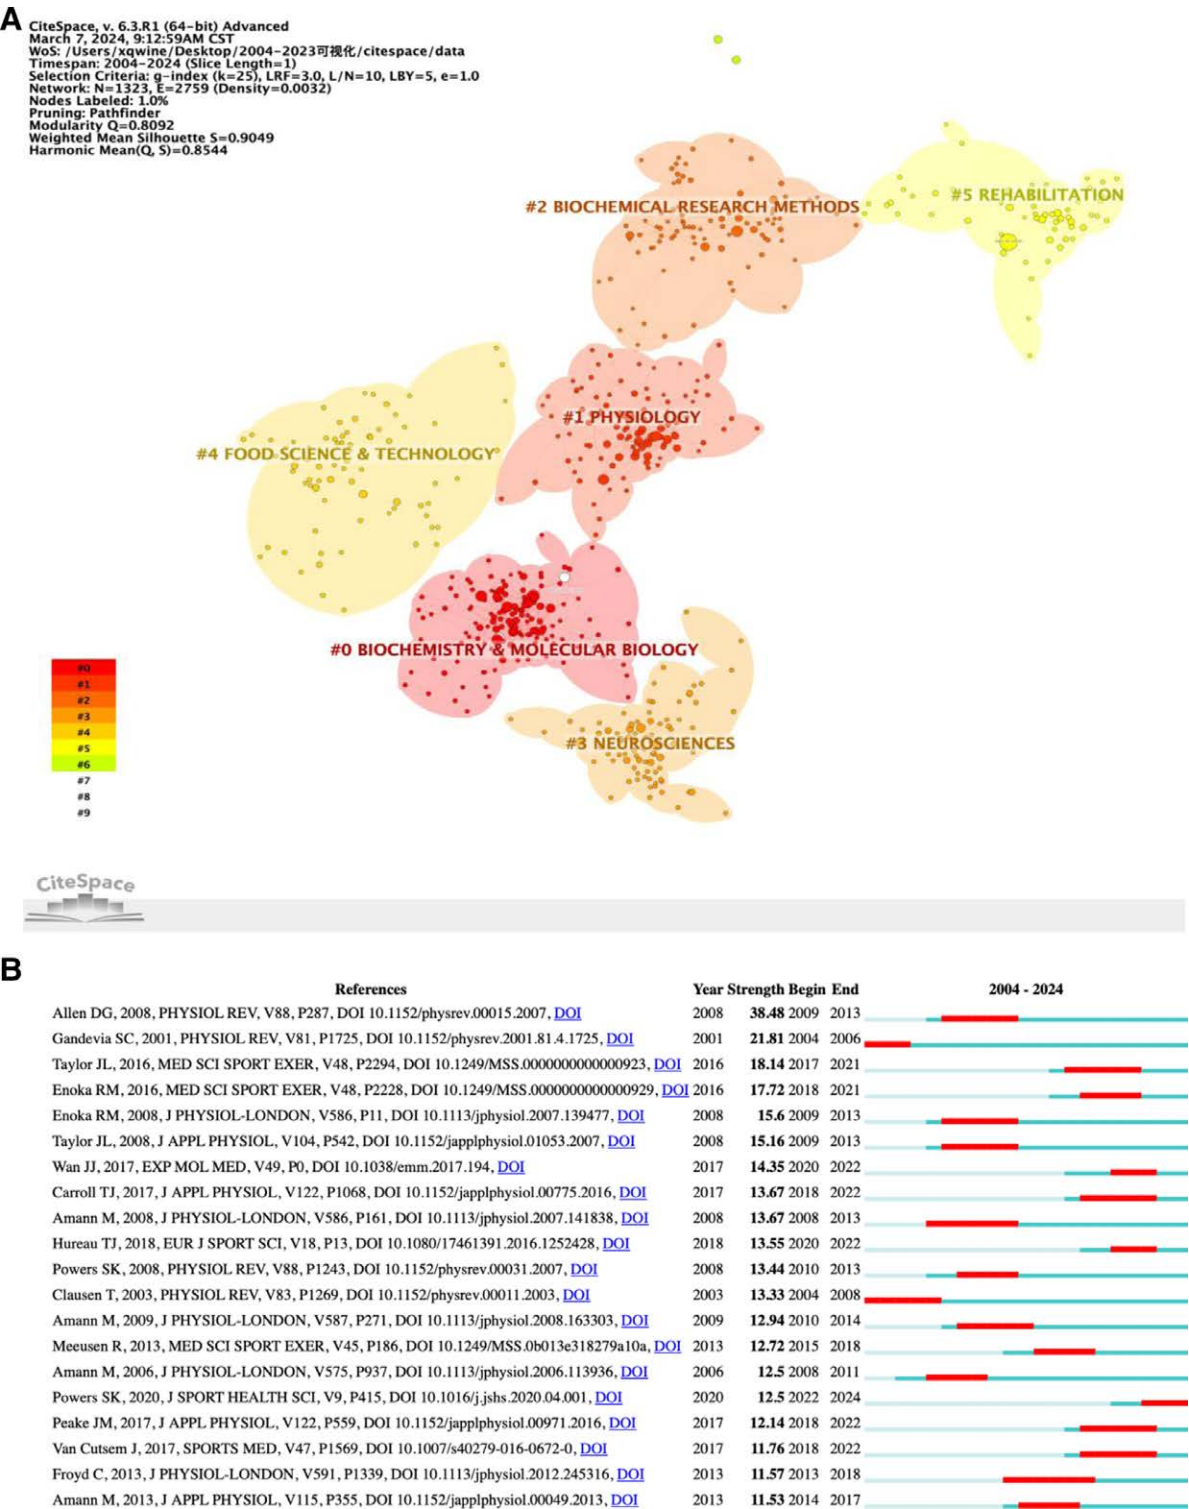 A
CiteSpace, v. 6.3.R1 (64-bit) Advanced
March 7, 2024, 9:12:59AM CST
WoS: /Users/xqwine/Desktop/2004-2023可视化/citespace/data
Timespan: 2004-2024 (Slice Length=1)
Selection Criteria: g-index (k=25), LRF=3.0, L/N=10, LBY=5, e=1.0
Network: N=1323, E=2759 (Density=0.0032)
Nodes Labeled: 1.0%
Pruning: Pathfinder
Modularity Q=0.8092
Weighted Mean Silhouette S=0.9049
Harmonic Mean(Q, S)=0.8544
#5 REHABILITATION
#2 BIOCHEMICAL RESEARCH METHODS
#1 PHYSIOLOGY
#4 FOOD SCIENCE & TECHNOLOGY
#0 BIOCHEMISTRY & MOLECULAR BIOLOGY
#3 NEUROSCIENCES
#0
#1
#2
#3
#4
#5
#6
#7
#8
#9
CiteSpace
B
References Year Strength Begin End 2004 - 2024
Allen DG, 2008, PHYSIOL REV, V88, P287, DOI 10.1152/physrev.00015.2007, DOI 2008 38.48 2009 2013
Gandevia SC, 2001, PHYSIOL REV, V81, P1725, DOI 10.1152/physrev.2001.81.4.1725, DOI 2001 21.81 2004 2006
Taylor JL, 2016, MED SCI SPORT EXER, V48, P2294, DOI 10.1249/MSS.0000000000000923, DOI 2016 18.14 2017 2021
Enoka RM, 2016, MED SCI SPORT EXER, V48, P2228, DOI 10.1249/MSS.0000000000000929, DOI 2016 17.72 2018 2021
Enoka RM, 2008, J PHYSIOL-LONDON, V586, P11, DOI 10.1113/jphysiol.2007.139477, DOI 2008 15.6 2009 2013
Taylor JL, 2008, J APPL PHYSIOL, V104, P542, DOI 10.1152/japplphysiol.01053.2007, DOI 2008 15.16 2009 2013
Wan JJ, 2017, EXP MOL MED, V49, P0, DOI 10.1038/emm.2017.194, DOI 2017 14.35 2020 2022
Carroll TJ, 2017, J APPL PHYSIOL, V122, P1068, DOI 10.1152/japplphysiol.00775.2016, DOI 2017 13.67 2018 2022
Amann M, 2008, J PHYSIOL-LONDON, V586, P161, DOI 10.1113/jphysiol.2007.141838, DOI 2008 13.67 2008 2013
Hureau TJ, 2018, EUR J SPORT SCI, V18, P13, DOI 10.1080/17461391.2016.1252428, DOI 2018 13.55 2020 2022
Powers SK, 2008, PHYSIOL REV, V88, P1243, DOI 10.1152/physrev.00031.2007, DOI 2008 13.44 2010 2013
Clausen T, 2003, PHYSIOL REV, V83, P1269, DOI 10.1152/physrev.00011.2003, DOI 2003 13.33 2004 2008
Amann M, 2009, J PHYSIOL-LONDON, V587, P271, DOI 10.1113/jphysiol.2008.163303, DOI 2009 12.94 2010 2014
Meeusen R, 2013, MED SCI SPORT EXER, V45, P186, DOI 10.1249/MSS.0b013e318279a10a, DOI 2013 12.72 2015 2018
Amann M, 2006, J PHYSIOL-LONDON, V575, P937, DOI 10.1113/jphysiol.2006.113936, DOI 2006 12.5 2008 2011
Powers SK, 2020, J SPORT HEALTH SCI, V9, P415, DOI 10.1016/j.jshs.2020.04.001, DOI 2020 12.5 2022 2024
Peake JM, 2017, J APPL PHYSIOL, V122, P559, DOI 10.1152/japplphysiol.00971.2016, DOI 2017 12.14 2018 2022
Van Cutsem J, 2017, SPORTS MED, V47, P1569, DOI 10.1007/s40279-016-0672-0, DOI 2017 11.76 2018 2022
Froyd C, 2013, J PHYSIOL-LONDON, V591, P1339, DOI 10.1113/jphysiol.2012.245316, DOI 2013 11.57 2013 2018
Amann M, 2013, J APPL PHYSIOL, V115, P355, DOI 10.1152/japplphysiol.00049.2013, DOI 2013 11.53 2014 2017